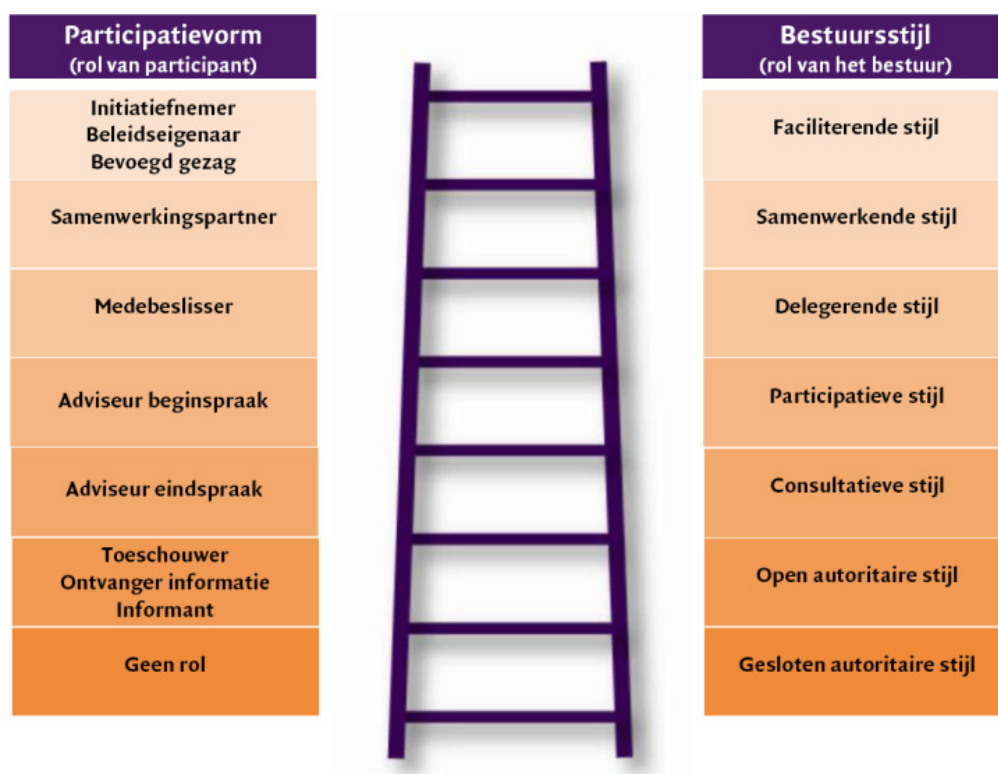 Participatievorm
(rol van participant)
Initiatiefnemer
Beleidseigenaar
Bevoegd gezag
Samenwerkingspartner
Medebeslisser
Adviseur beginspraak
Adviseur eindspraak
Toeschouwer
Ontvanger informatie
Informant
Geen rol
Bestuursstijl
(rol van het bestuur)
Faciliterende stijl
Samenwerkende stijl
Delegerende stijl
Participatieve stijl
Consultatieve stijl
Open autoritaire stijl
Gesloten autoritaire stijl